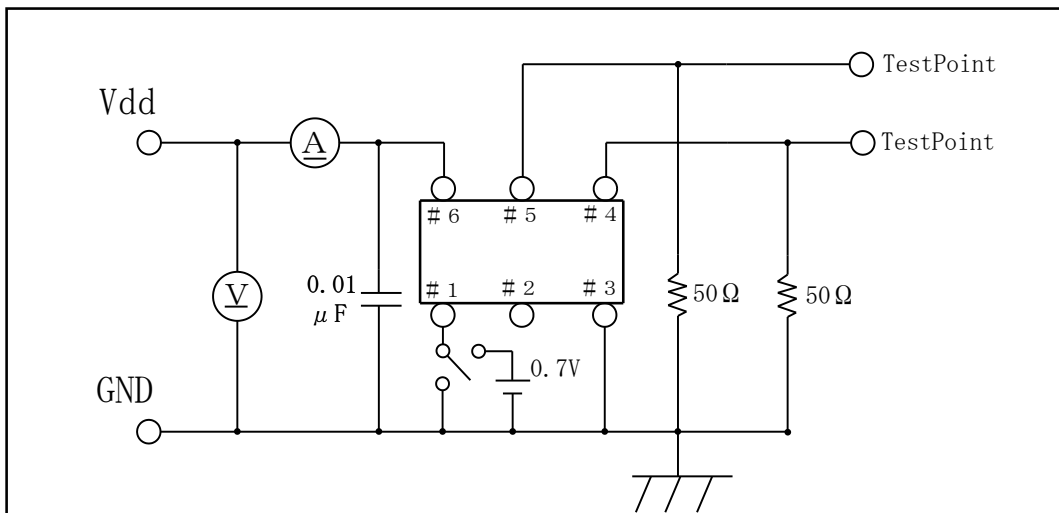 TestPoint
Vdd
A
TestPoint
#6 #5 #4
0.01
μF
#1 #2 #3
V
50Ω
50Ω
0.7V
GND